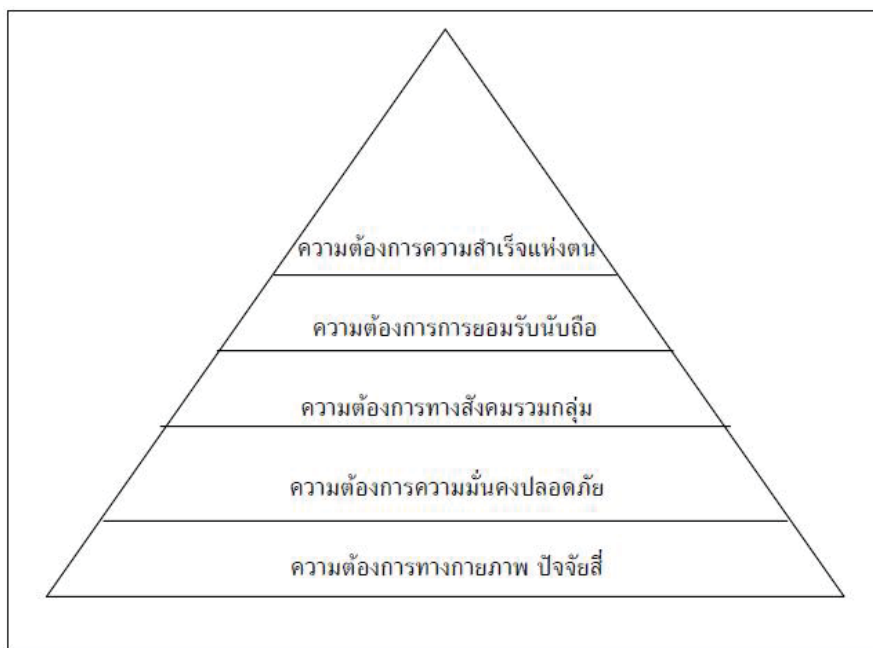 ความต้องการความสำเร็จแห่งตน
ความต้องการการยอมรับนับถือ
ความต้องการทางสังคมรวมกลุ่ม
ความต้องการความมั่นคงปลอดภัย
ความต้องการทางกายภาพ ปัจจัยสี่